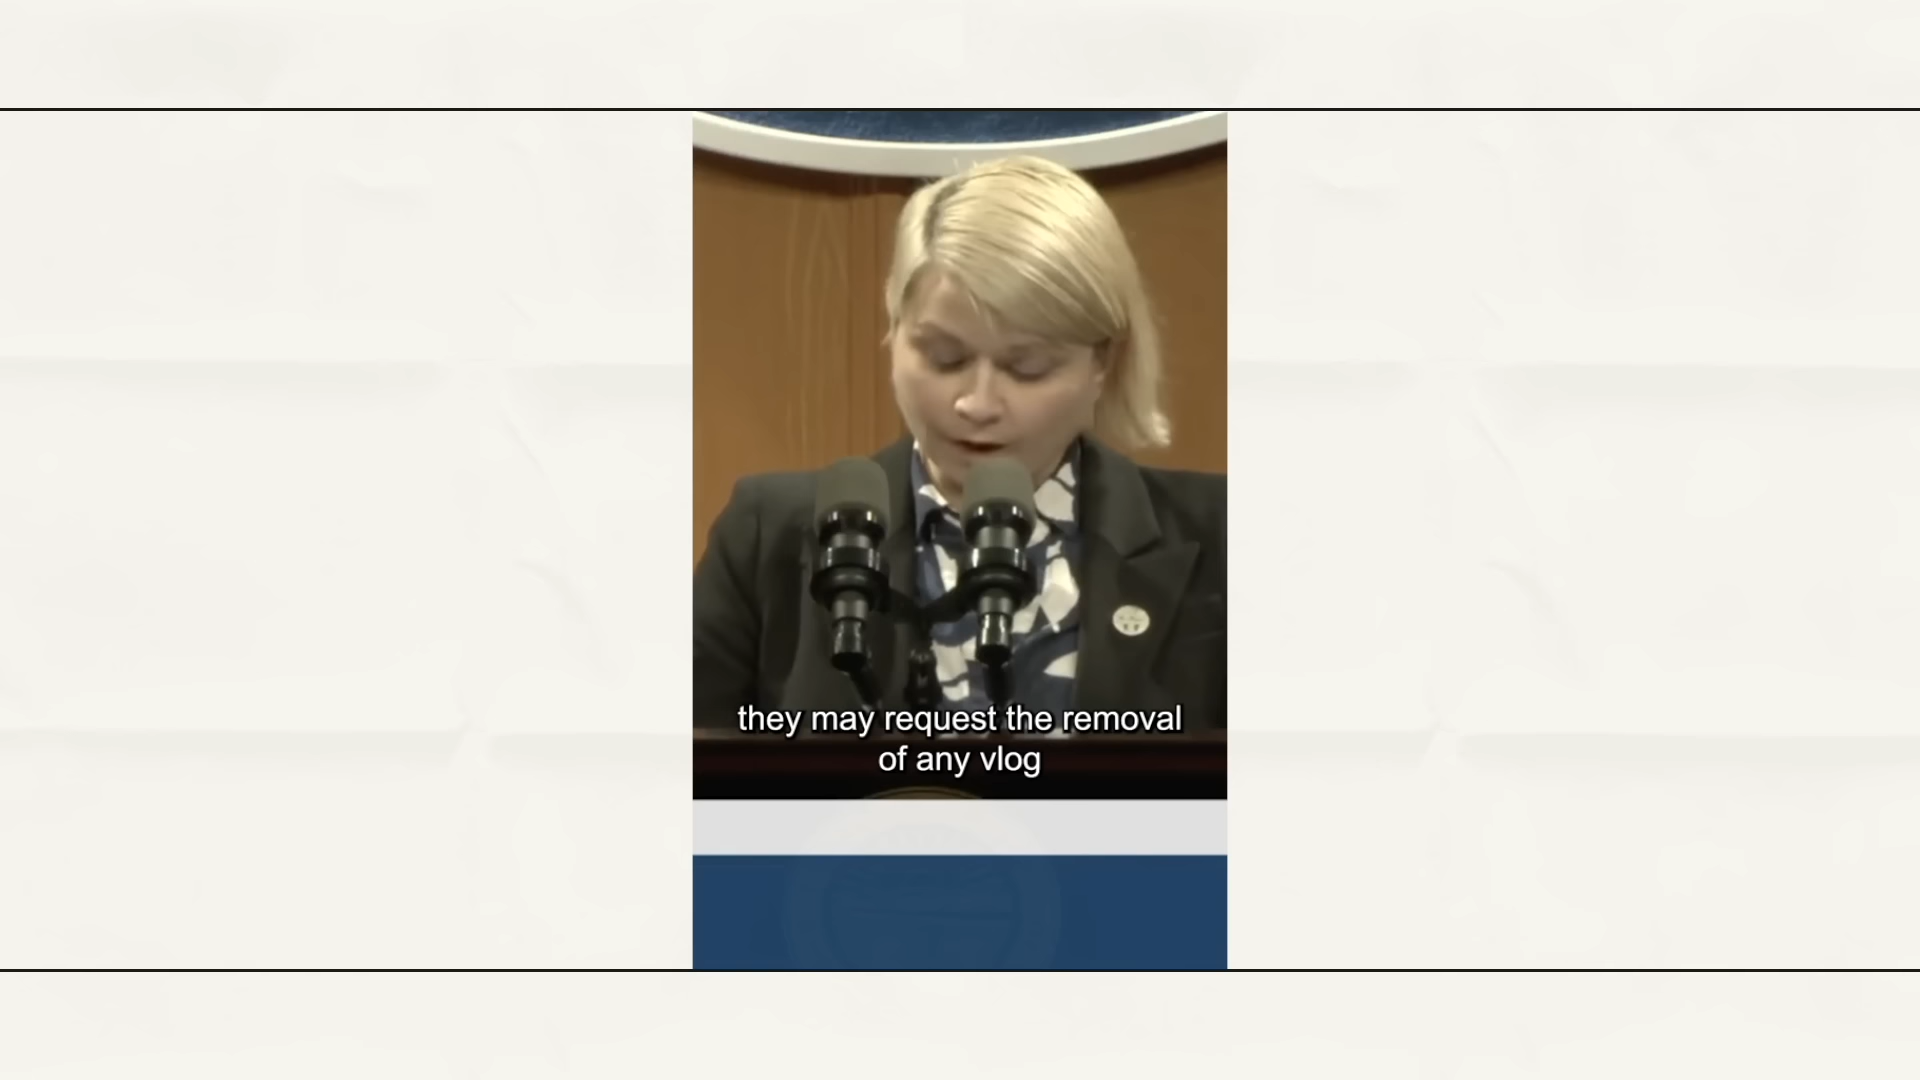 they may request the removal
of any vlog